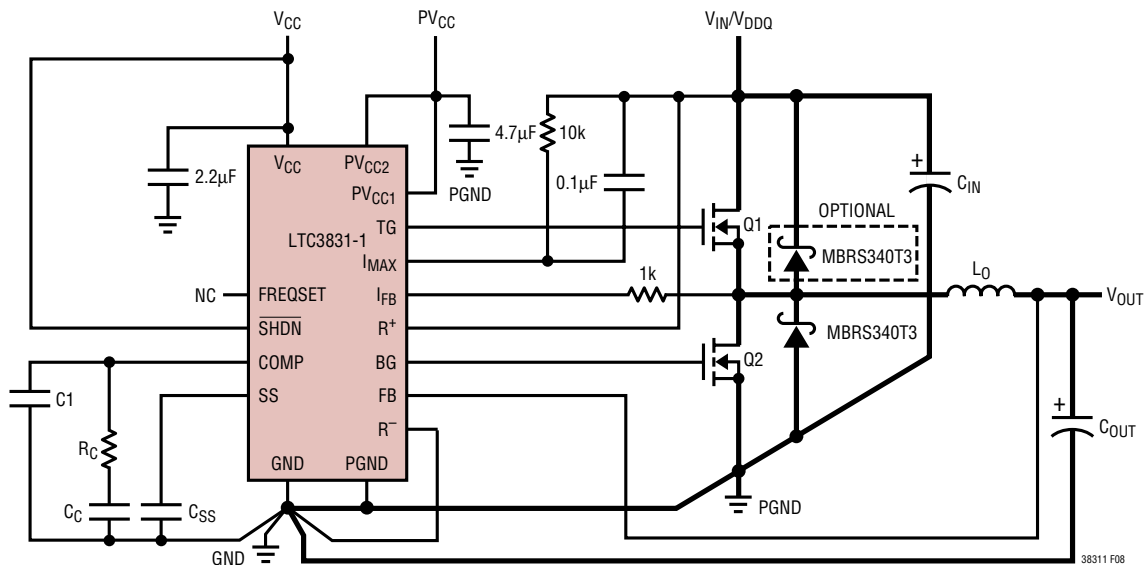 VCC
PVCC
VIN/VDDQ
2.2µF
4.7µF
PGND
10k
0.1µF
+
CIN
VCC
PVCC2
PVCC1
TG
LTC3831-1
IMAX
FREQSET
IFB
SHDN
R+
COMP
BG
SS
FB
R–
GND
PGND
NC
Q1
OPTIONAL
MBRS340T3
1k
LO
VOUT
MBRS340T3
Q2
+
COUT
C1
RC
CC
CSS
GND
PGND
38311 F08